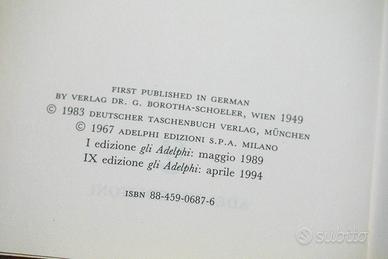 FIRST PUBLISHED IN GERMAN
BY VERLAG DR. G. BOROTHA-SCHOELER, WIEN 1949
© 1983 DEUTSCHER TASCHENBUCH VERLAG, MÜNCHEN
© 1967 ADELPHI EDIZIONI S.P.A. MILANO
I edizione gli Adelphi: maggio 1989
IX edizione gli Adelphi: aprile 1994
ISBN 88-459-0687-6
subito